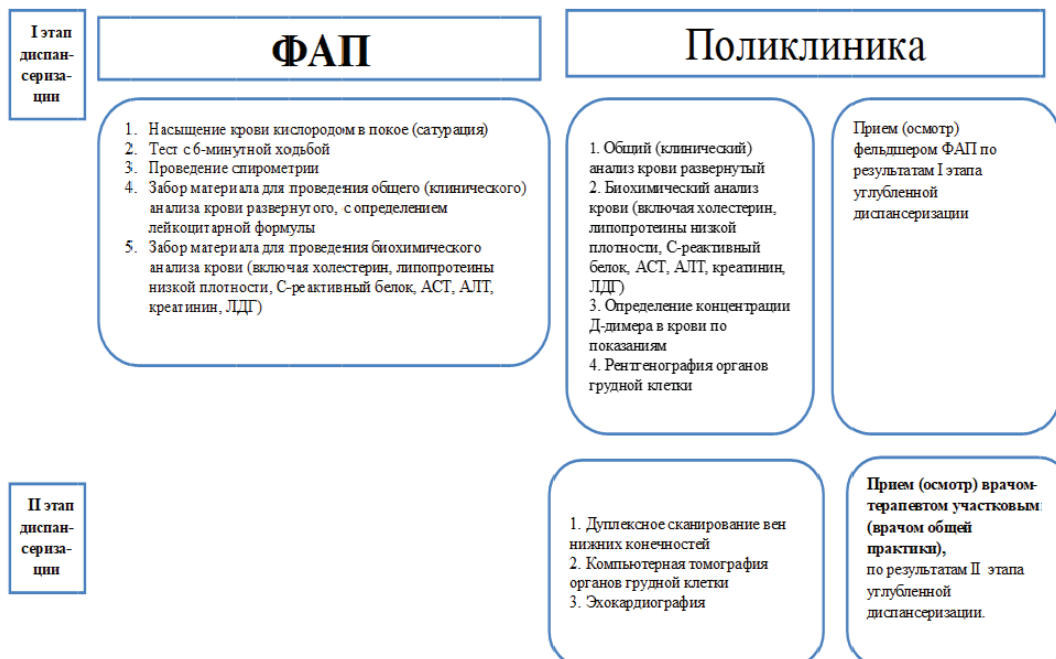 I этап
диспан-
сериза-
ции
ФАП
Поликлиника
1. Насыщение крови кислородом в покое (сатурация)
2. Тест с 6-минутной ходьбой
3. Проведение спирометрии
4. Забор материала для проведения общего (клинического)
анализа крови развернутого, с определением
лейкоцитарной формулы
5. Забор материала для проведения биохимического
анализа крови (включая холестерин, липопротеины
низкой плотности, С-реактивный белок, АСТ, АЛТ,
креатинин, ЛДГ)
1. Общий (клинический)
анализ крови развернутый
2. Биохимический анализ
крови (включая холестерин,
липопротеины низкой
плотности, С-реактивный
белок, АСТ, АЛТ, креатинин,
ЛДГ)
3. Определение концентрации
Д-димера в крови по
показаниям
4. Рентгенография органов
грудной клетки
Прием (осмотр)
фельдшером ФАП по
результатам I этапа
углубленной
диспансеризации
II этап
диспан-
сериза-
ции
1. Дуплексное сканирование вен
нижних конечностей
2. Компьютерная томография
органов грудной клетки
3. Эхокардиография
Прием (осмотр) врачом-
терапевтом участковым
(врачом общей
практики),
по результатам II этапа
углубленной
диспансеризации.